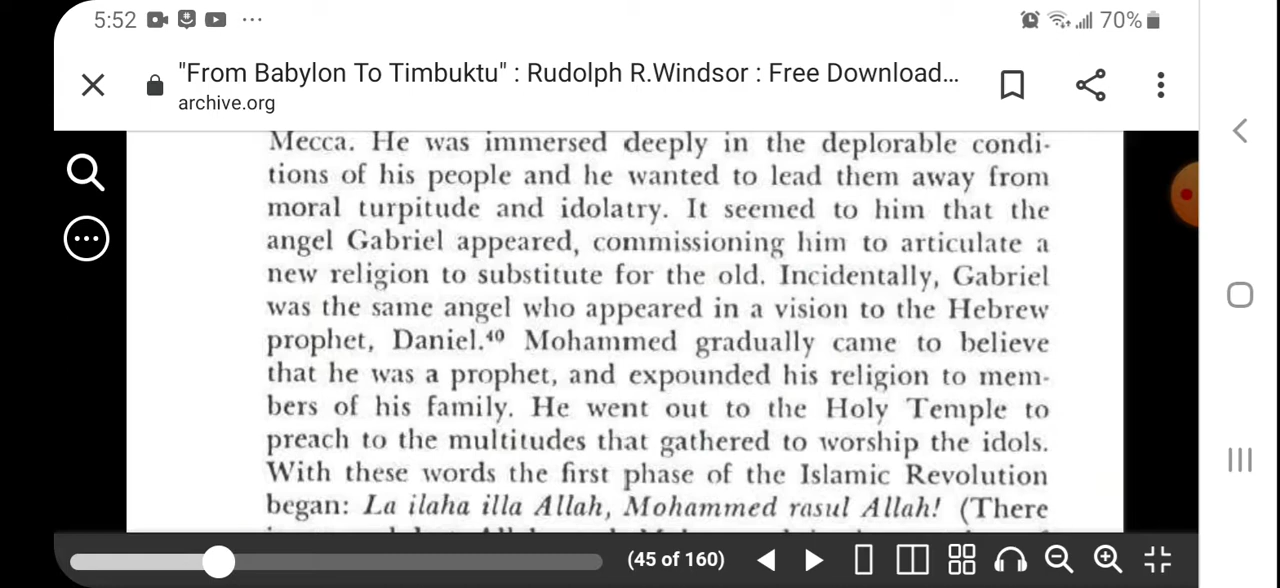 5:52
70%
"From Babylon To Timbuktu" : Rudolph R.Windsor : Free Download...
archive.org
Mecca. He was immersed deeply in the deplorable condi-
tions of his people and he wanted to lead them away from
moral turpitude and idolatry. It seemed to him that the
angel Gabriel appeared, commissioning him to articulate a
new religion to substitute for the old. Incidentally, Gabriel
was the same angel who appeared in a vision to the Hebrew
prophet, Daniel.⁴⁰ Mohammed gradually came to believe
that he was a prophet, and expounded his religion to mem-
bers of his family. He went out to the Holy Temple to
preach to the multitudes that gathered to worship the idols.
With these words the first phase of the Islamic Revolution
began: La ilaha illa Allah, Mohammed rasul Allah! (There
(45 of 160)